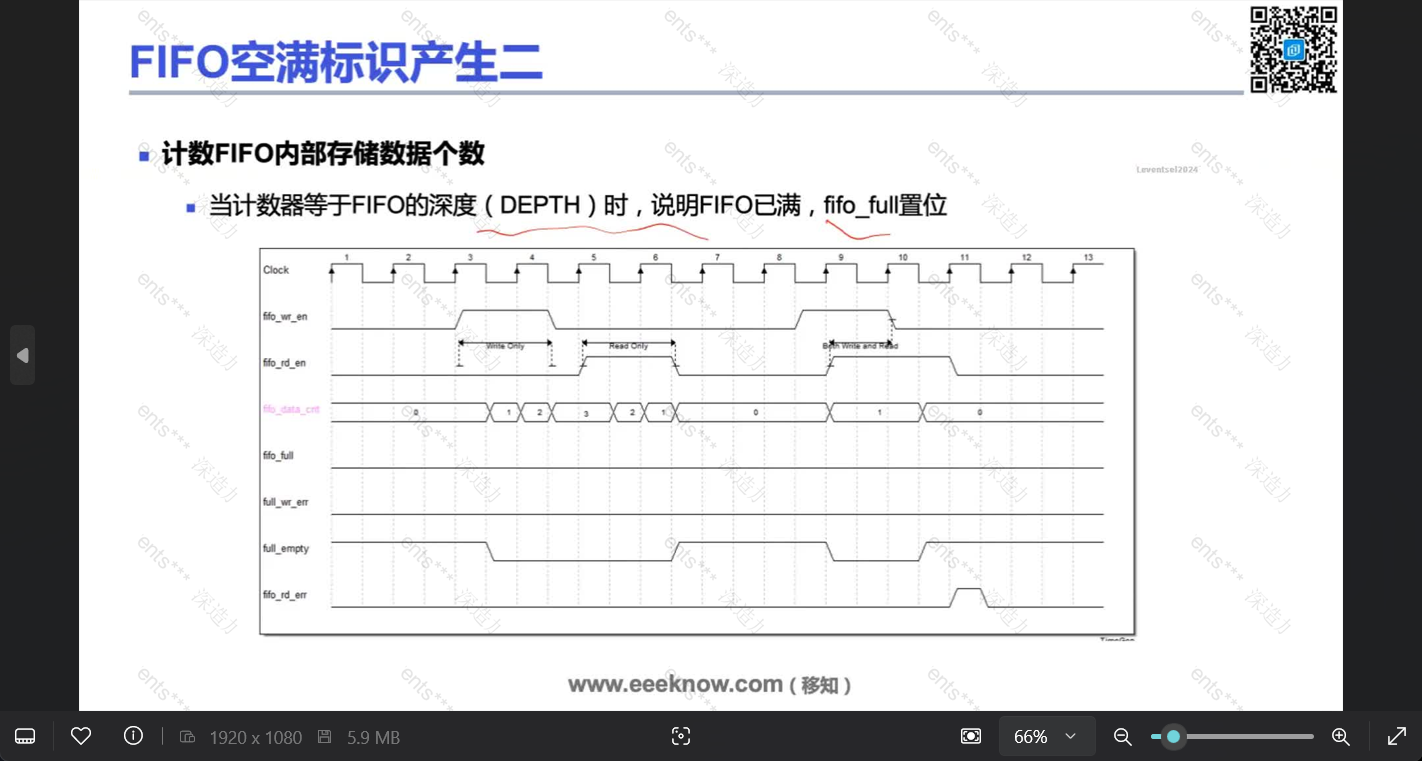 FIFO空满标识产生二
计数FIFO内部存储数据个数
Leventsel2024
当计数器等于FIFO的深度（DEPTH）时，说明FIFO已满，fifo_full置位
1 2 3 4 5 6 7 8 9 10 11 12 13
Clock
fifo_wr_en
Write Only Read Only Both Write and Read
fifo_rd_en
fifo_data_cnt 0 1 2 3 2 1 0 1 0
fifo_full
full_wr_err
full_empty
fifo_rd_err
TimeGen
www.eeeknow.com（移知）
1920 x 1080 5.9 MB 66%